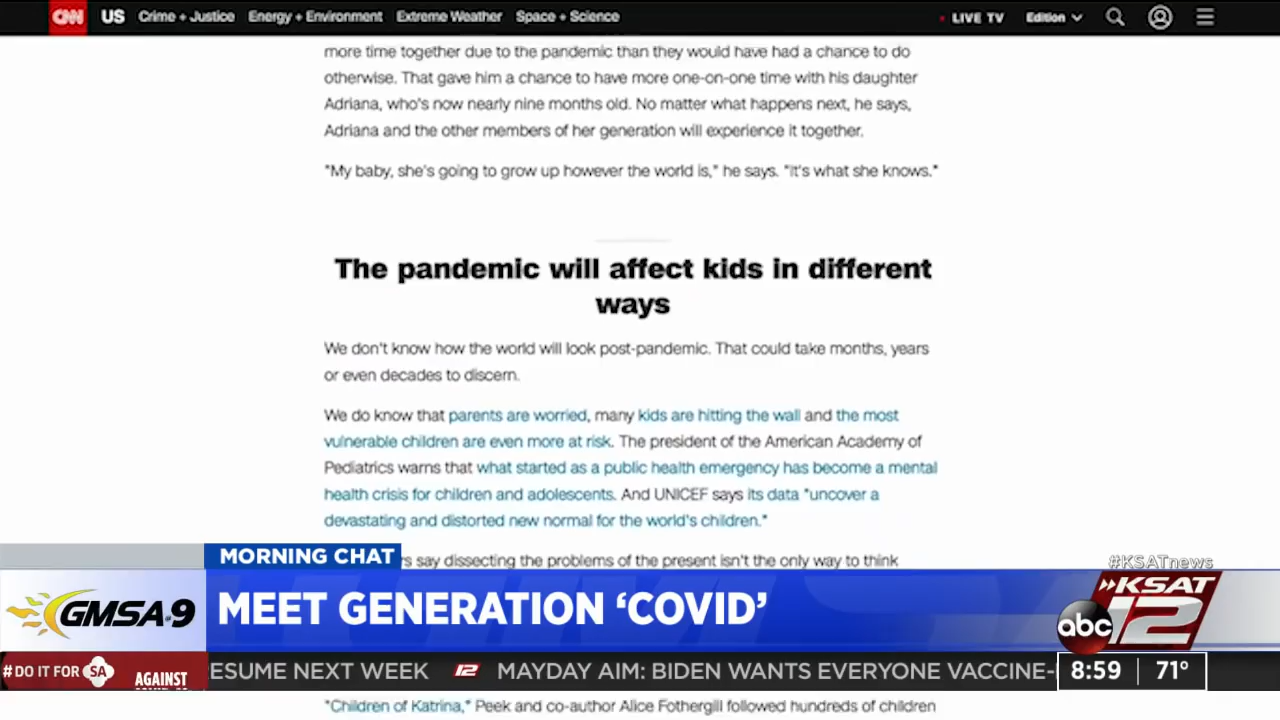 CNN US Crime + Justice Energy + Environment Extreme Weather Space + Science LIVE TV Edition
more time together due to the pandemic than they would have had a chance to do
otherwise. That gave him a chance to have more one-on-one time with his daughter
Adriana, who's now nearly nine months old. No matter what happens next, he says,
Adriana and the other members of her generation will experience it together.
"My baby, she's going to grow up however the world is," he says. "It's what she knows."
The pandemic will affect kids in different
ways
We don't know how the world will look post-pandemic. That could take months, years
or even decades to discern.
We do know that parents are worried, many kids are hitting the wall and the most
vulnerable children are even more at risk. The president of the American Academy of
Pediatrics warns that what started as a public health emergency has become a mental
health crisis for children and adolescents. And UNICEF says its data "uncover a
devastating and distorted new normal for the world's children."
MORNING CHAT
say dissecting the problems of the present isn't the only way to think
#KSATnews
GMSA@9
MEET GENERATION ‘COVID’
abc KSAT 12
#DO IT FOR SA
AGAINST
ESUME NEXT WEEK 12 MAYDAY AIM: BIDEN WANTS EVERYONE VACCINE-
8:59 71°
"Children of Katrina," Peek and co-author Alice Fothergill followed hundreds of children